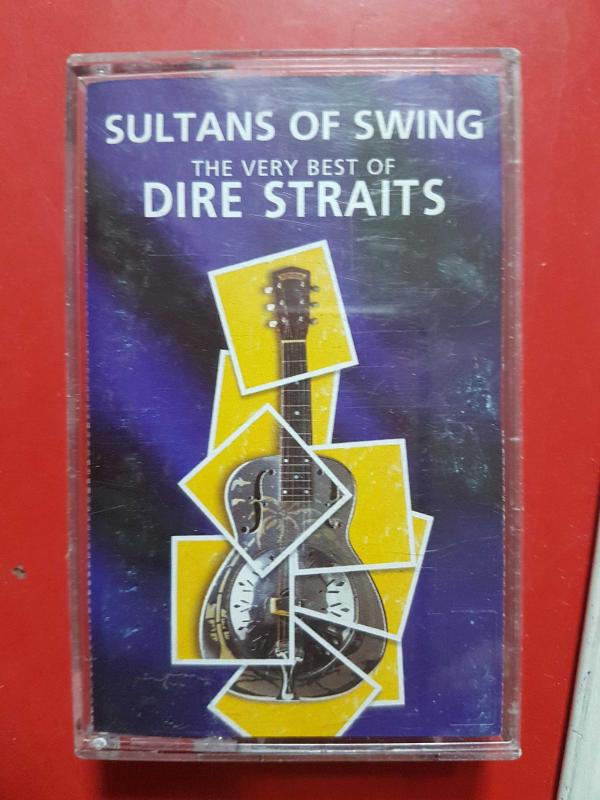 SULTANS OF SWING
THE VERY BEST OF
DIRE STRAITS